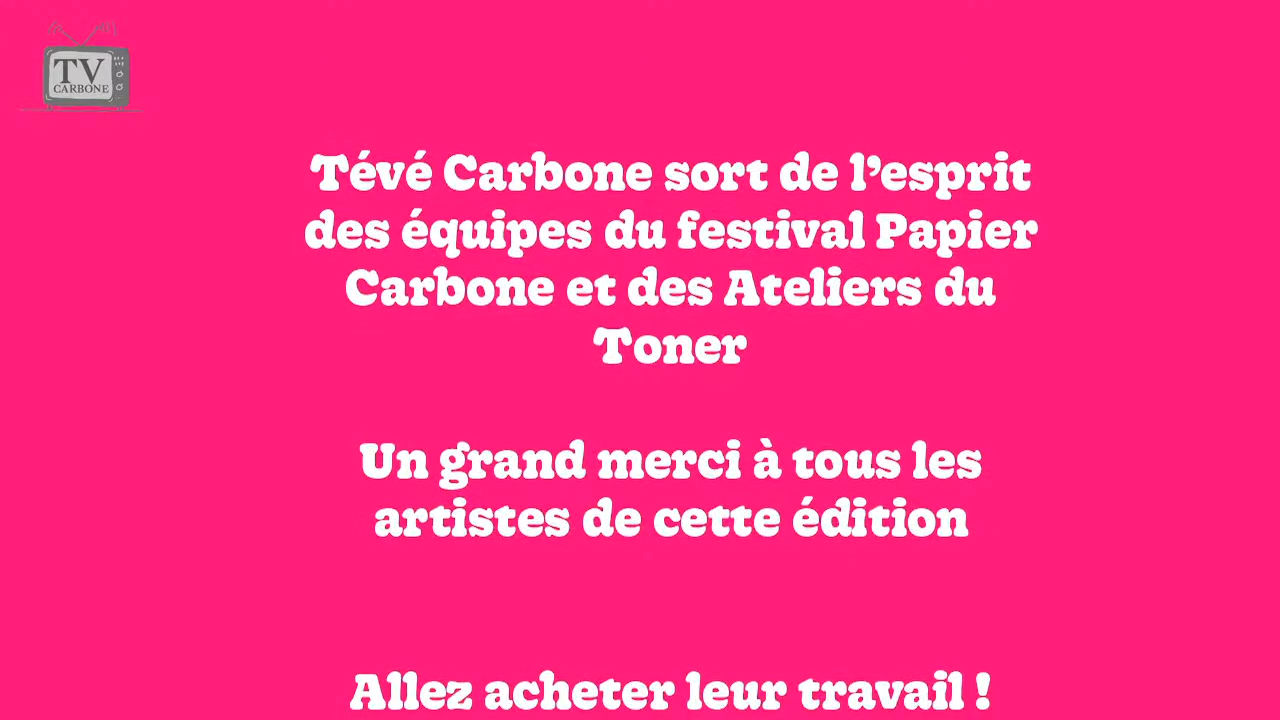 TV
CARBONE
Tévé Carbone sort de l'esprit
des équipes du festival Papier
Carbone et des Ateliers du
Toner
Un grand merci à tous les
artistes de cette édition
Allez acheter leur travail !